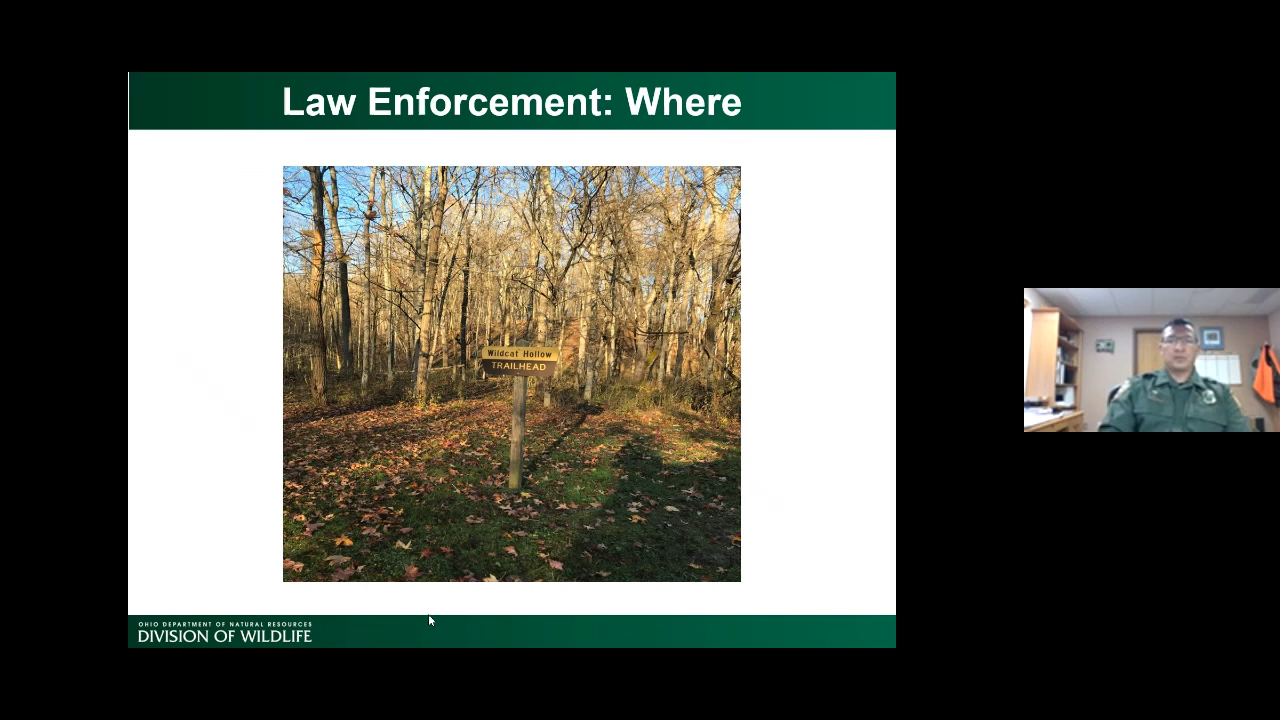 Law Enforcement: Where
Wildcat Hollow
TRAILHEAD
OHIO DEPARTMENT OF NATURAL RESOURCES
DIVISION OF WILDLIFE